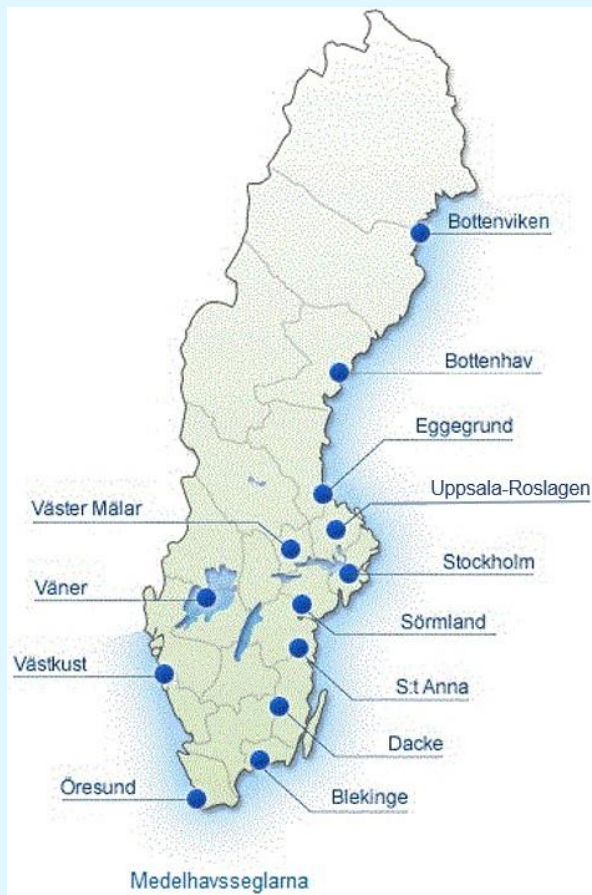 Bottenviken
Bottenhav
Eggegrund
Uppsala-Roslagen
Väster Mälar
Stockholm
Väner
Sörmland
Västkust
S:t Anna
Dacke
Öresund
Blekinge
Medelhavsseglarna